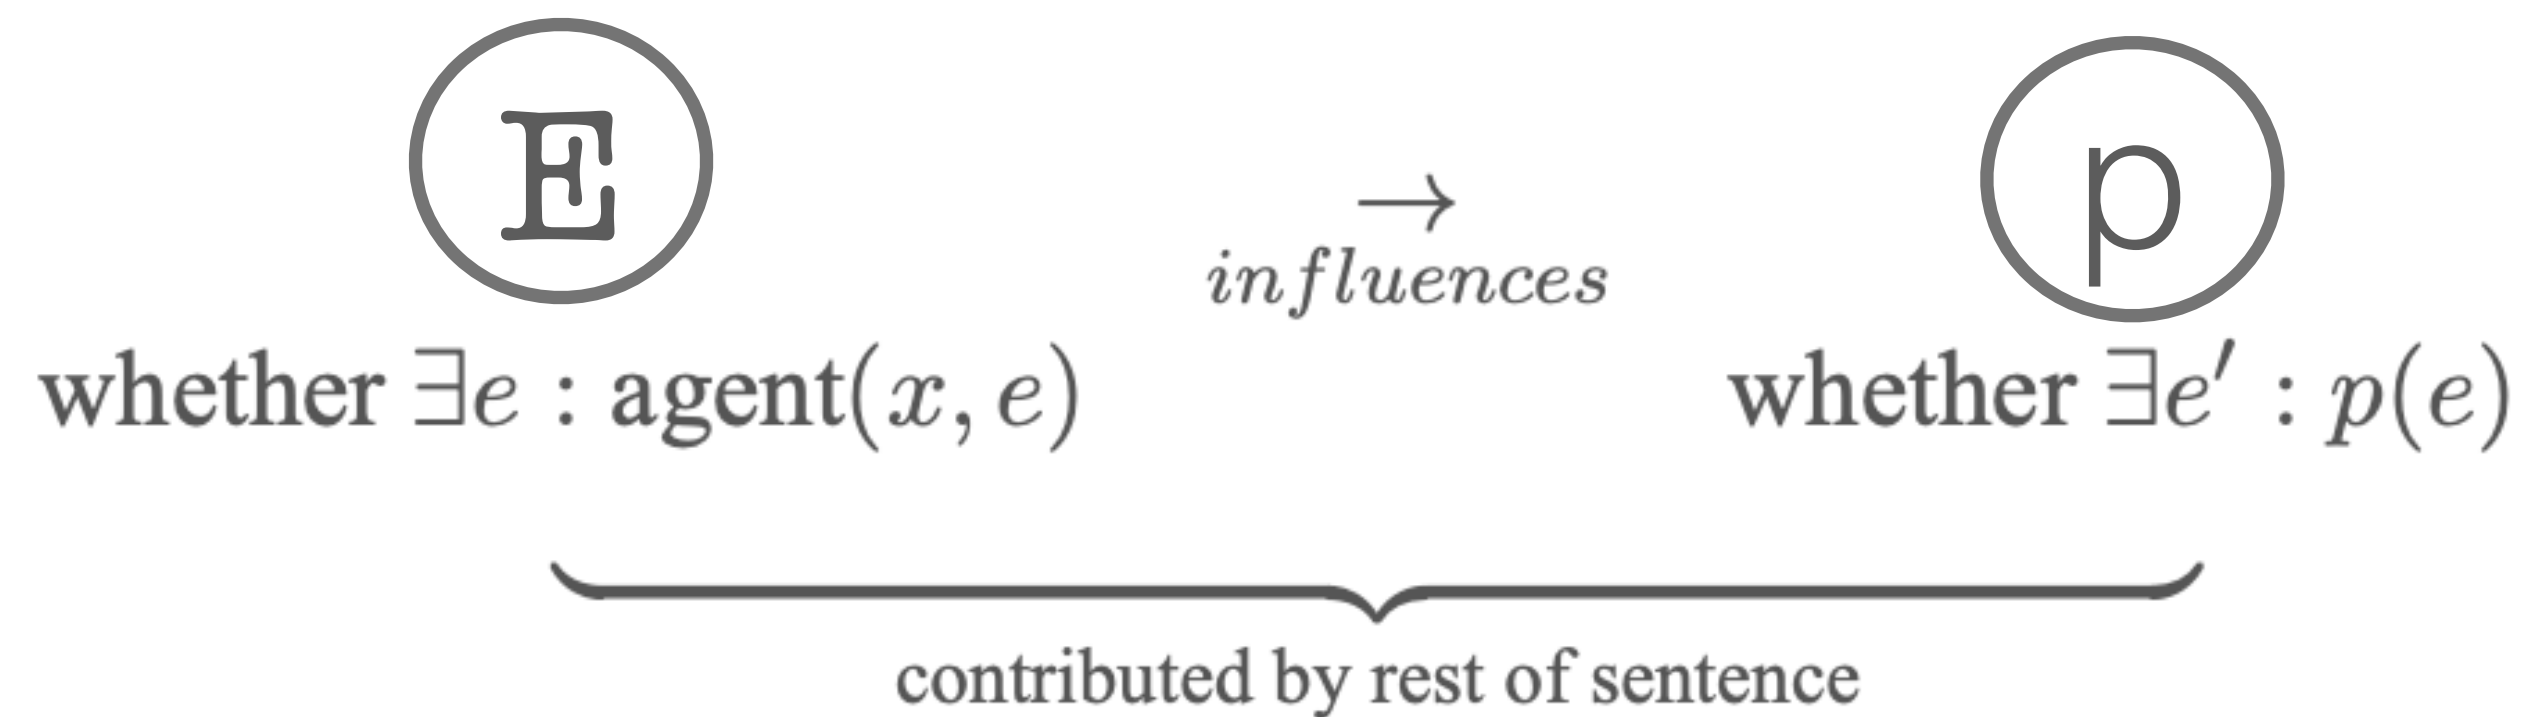 E p
→
influences
whether ∃e : agent(x, e) whether ∃e′ : p(e)
contributed by rest of sentence